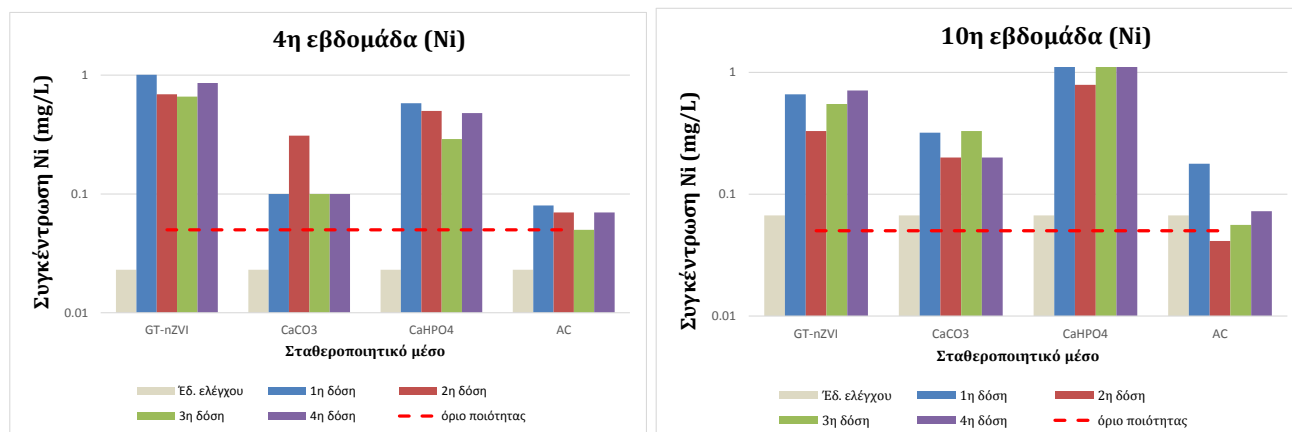 4η εβδομάδα (Ni)
Συγκέντρωση Ni (mg/L)
1
0.1
0.01
GT-nZVI CaCO3 CaHPO4 AC
Σταθεροποιητικό μέσο
Έδ. ελέγχου 1η δόση 2η δόση
3η δόση 4η δόση όριο ποιότητας
10η εβδομάδα (Ni)
Συγκέντρωση Ni (mg/L)
1
0.1
0.01
GT-nZVI CaCO3 CaHPO4 AC
Σταθεροποιητικό μέσο
Έδ. ελέγχου 1η δόση 2η δόση
3η δόση 4η δόση όριο ποιότητας